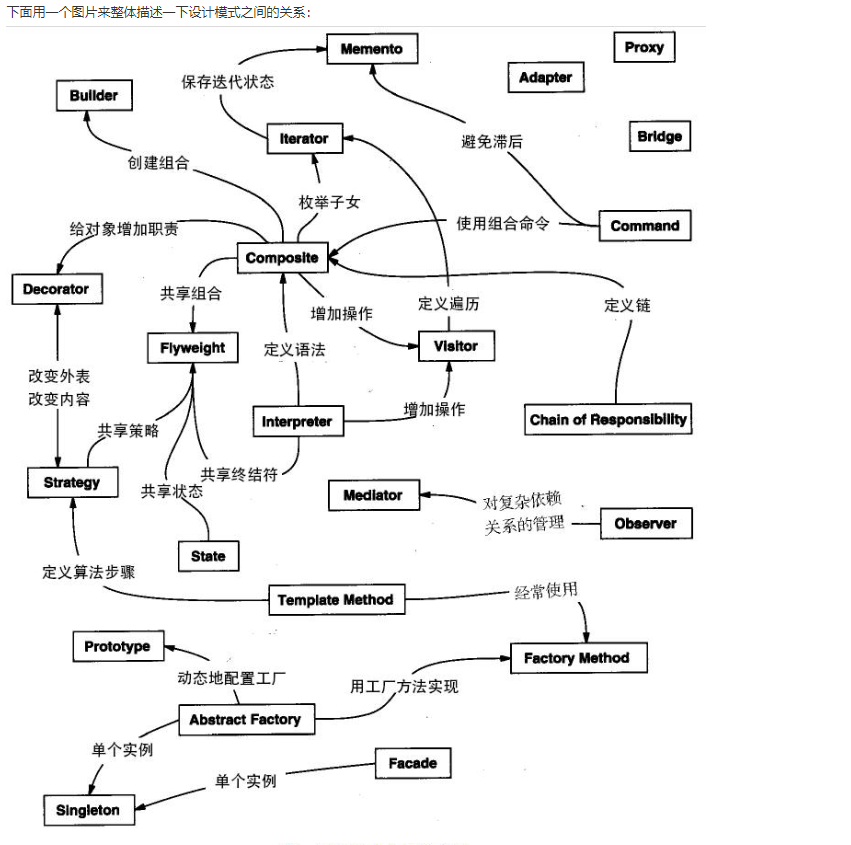 下面用一个图片来整体描述一下设计模式之间的关系：
Memento
Proxy
Adapter
保存迭代状态
Builder
Iterator
Bridge
避免滞后
创建组合
枚举子女
给对象增加职责
使用组合命令
Command
Composite
Decorator
共享组合
增加操作
定义遍历
定义链
Flyweight
定义语法
Visitor
改变外表
改变内容
增加操作
Interpreter
Chain of Responsibility
共享策略
共享终结符
Strategy
共享状态
Mediator
对复杂依赖
关系的管理
Observer
State
定义算法步骤
Template Method
经常使用
Prototype
Factory Method
动态地配置工厂
用工厂方法实现
Abstract Factory
单个实例
Facade
单个实例
Singleton